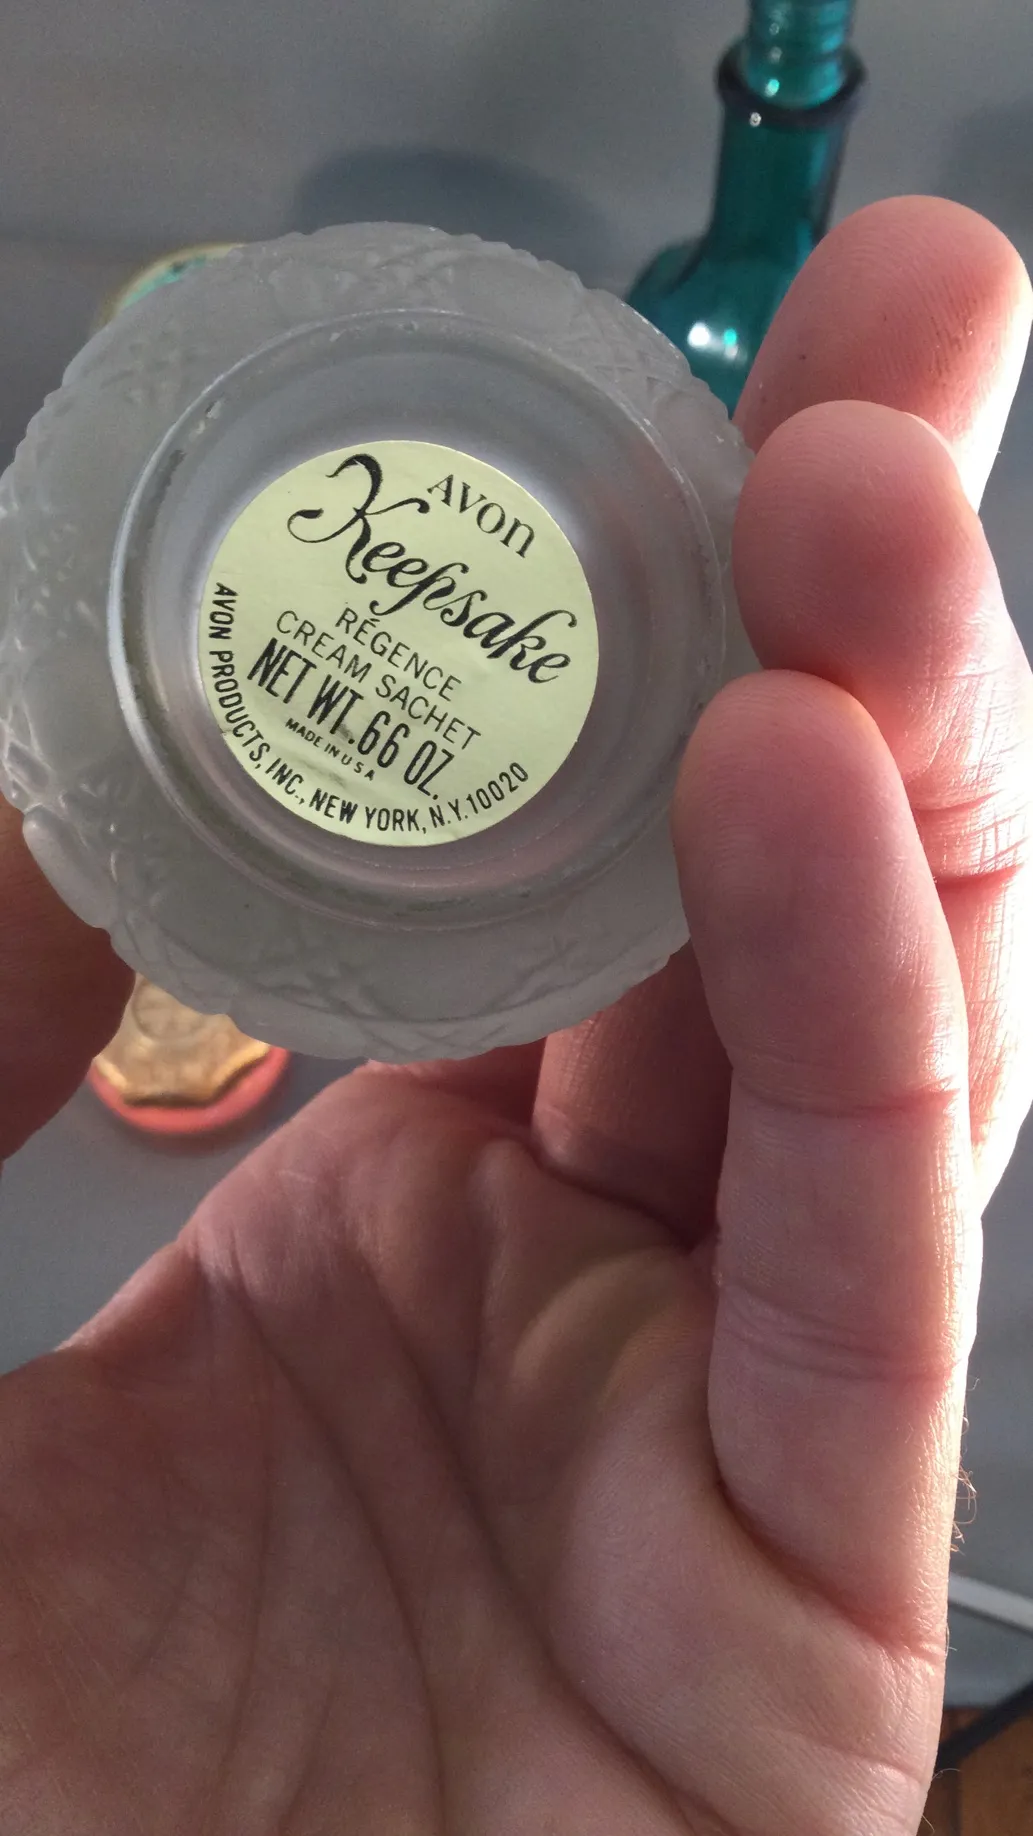 AVON
Keepsake
RÉGENCE
CREAM SACHET
NET WT .66 OZ.
MADE IN U S A
AVON PRODUCTS, INC., NEW YORK, N.Y. 10020